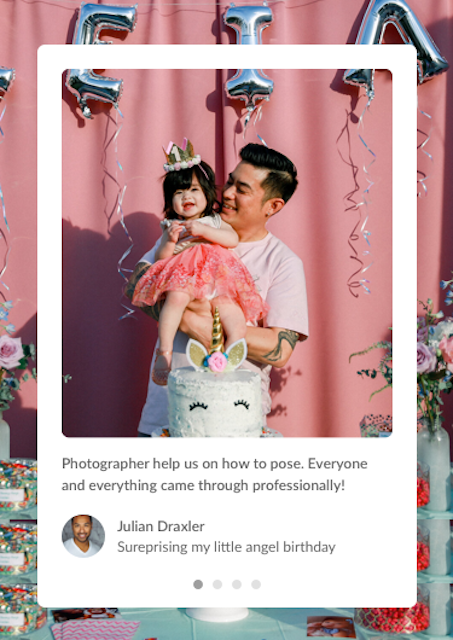 EIA
Photographer help us on how to pose. Everyone
and everything came through professionally!
Julian Draxler
Sureprising my little angel birthday